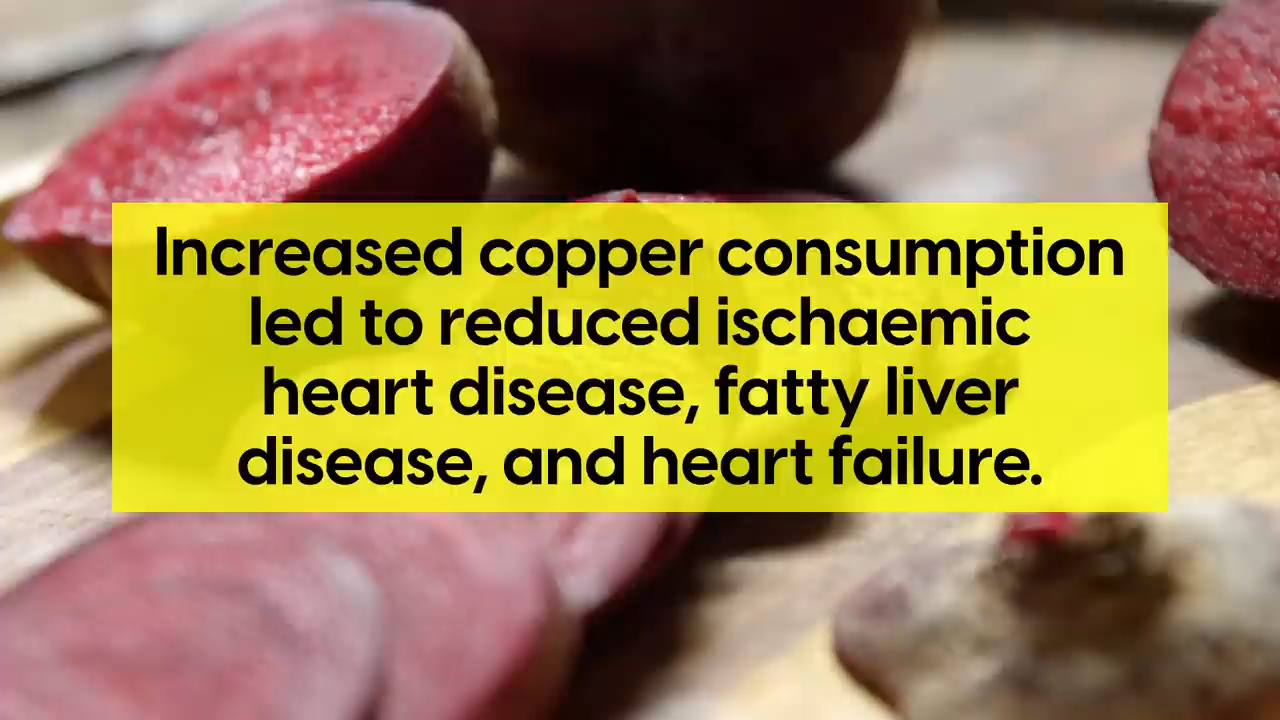 Increased copper consumption
led to reduced ischaemic
heart disease, fatty liver
disease, and heart failure.